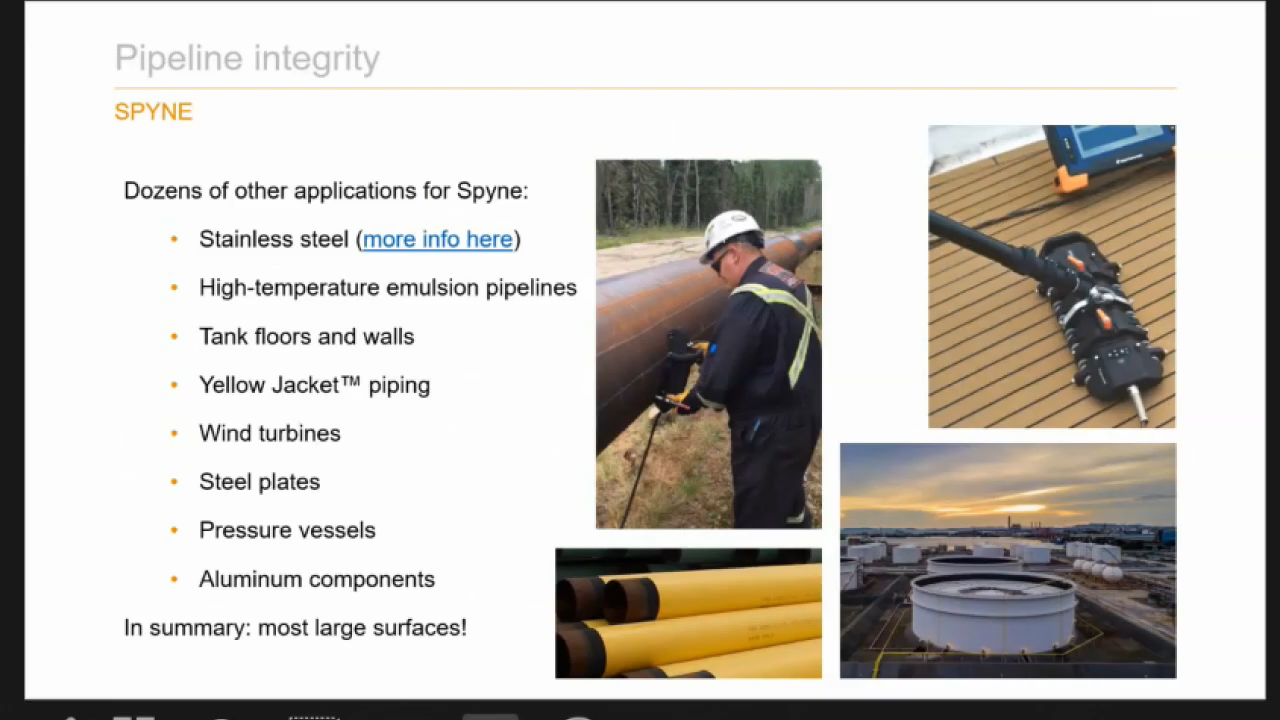 Pipeline integrity
SPYNE
Dozens of other applications for Spyne:
• Stainless steel (more info here)
• High-temperature emulsion pipelines
• Tank floors and walls
• Yellow Jacket™ piping
• Wind turbines
• Steel plates
• Pressure vessels
• Aluminum components
In summary: most large surfaces!